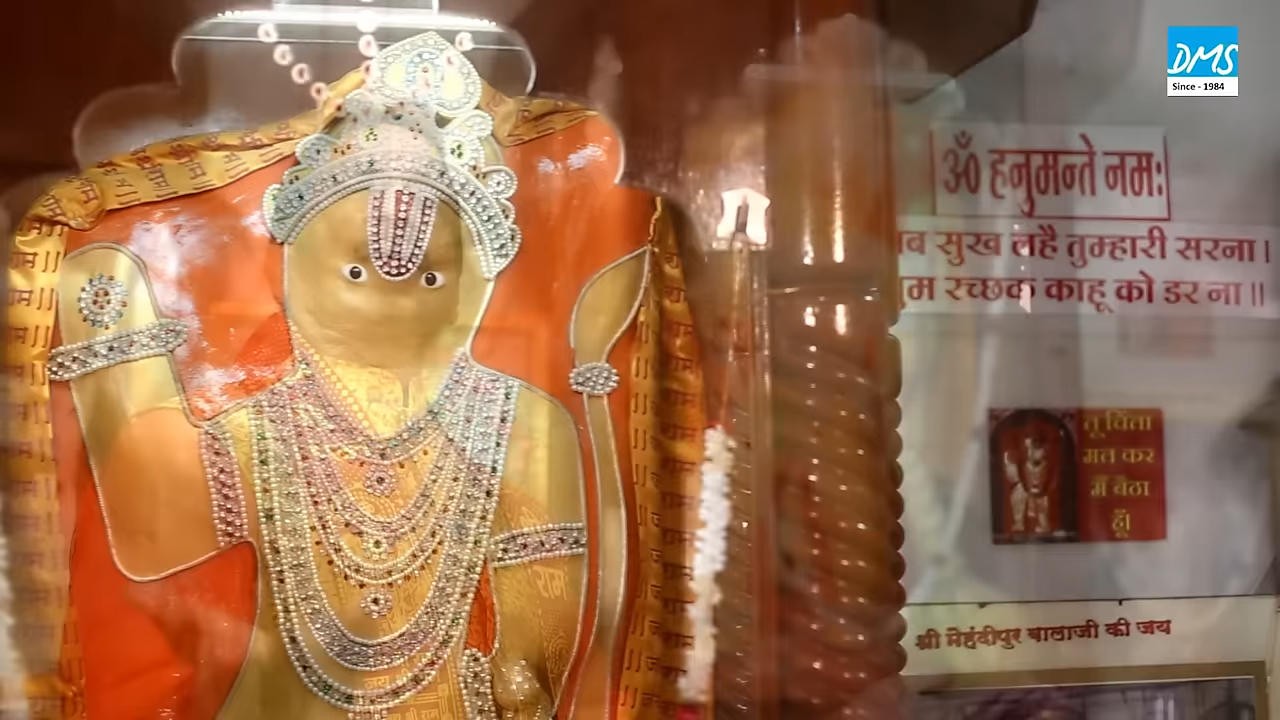 DMS
Since - 1984
ॐ हनुमन्ते नमः
सुख लहै तुम्हारी सरना।
रच्छक काहू को डर ना॥
तू चिंता
मत कर
मैं बैठा
हूँ।
श्री मेहंदीपुर बालाजी की जय
राम